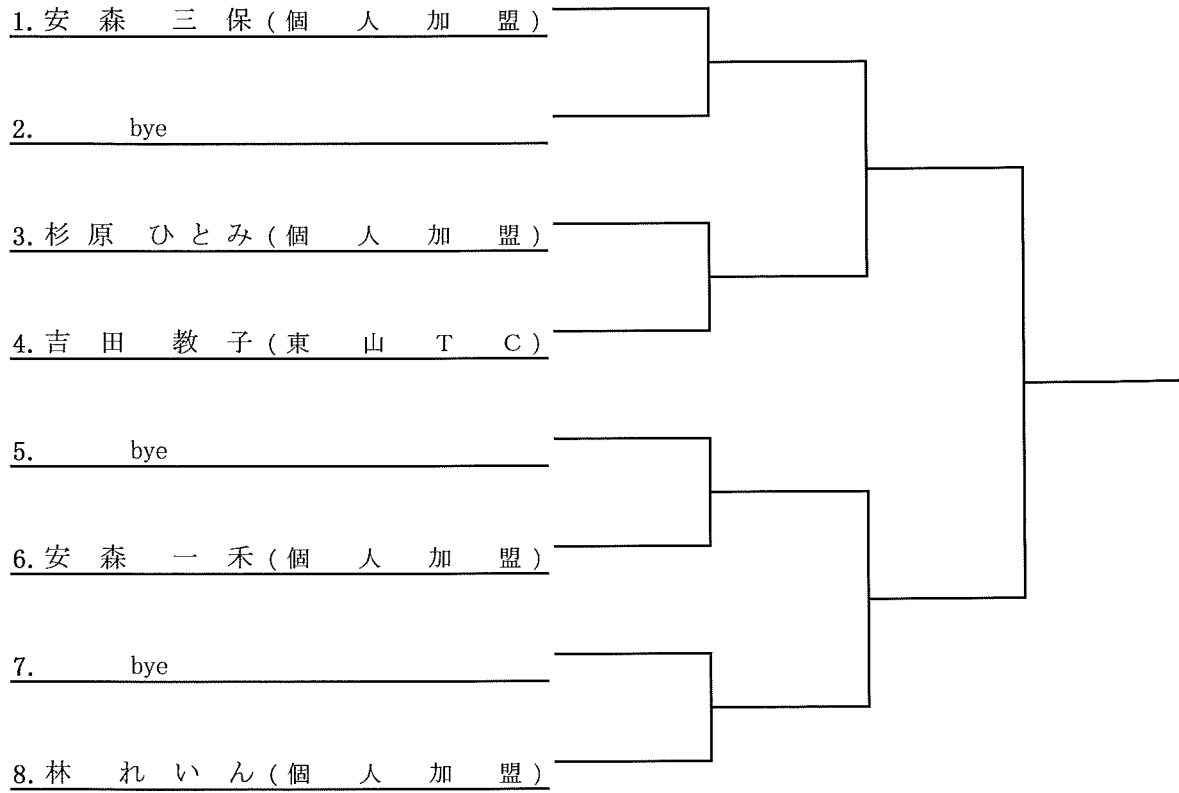 1. 安森 三保 (個人加盟)
2. bye
3. 杉原 ひとみ (個人加盟)
4. 吉田 教子 (東山TC)
5. bye
6. 安森 一禾 (個人加盟)
7. bye
8. 林 れいん (個人加盟)